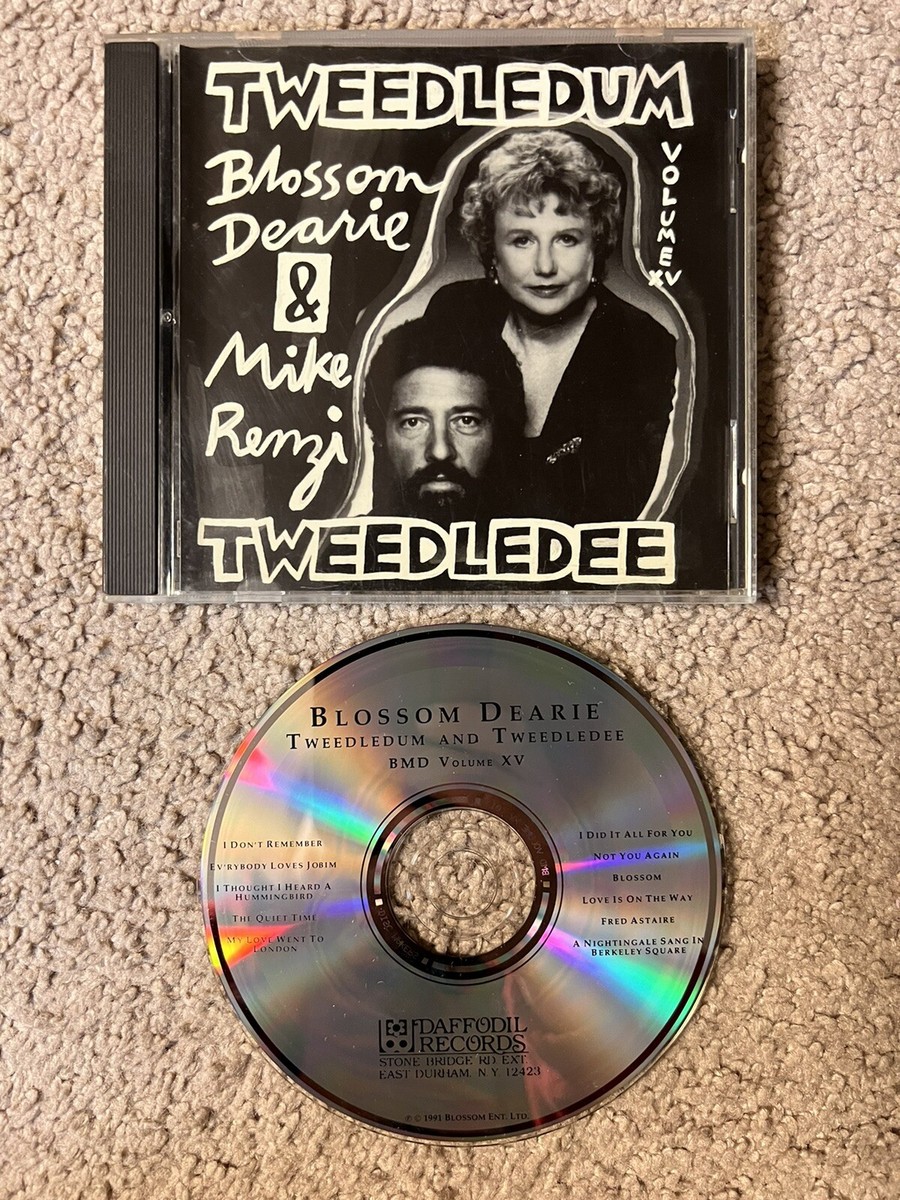 TWEEDLEDUM
Blossom
Dearie
&
Mike
Renzi
VOLUME XV
TWEEDLEDEE
BLOSSOM DEARIE
TWEEDLEDUM AND TWEEDLEDEE
BMD VOLUME XV
I DON'T REMEMBER
EV'RYBODY LOVES JOBIM
I THOUGHT I HEARD A
HUMMINGBIRD
THE QUIET TIME
MY LOVE WENT TO
LONDON
I DID IT ALL FOR YOU
NOT YOU AGAIN
BLOSSOM
LOVE IS ON THE WAY
FRED ASTAIRE
A NIGHTINGALE SANG IN
BERKELEY SQUARE
DAFFODIL
RECORDS
STONE BRIDGE RD. EXT.
EAST DURHAM, N.Y. 12423
℗ © 1991 BLOSSOM ENT. LTD.